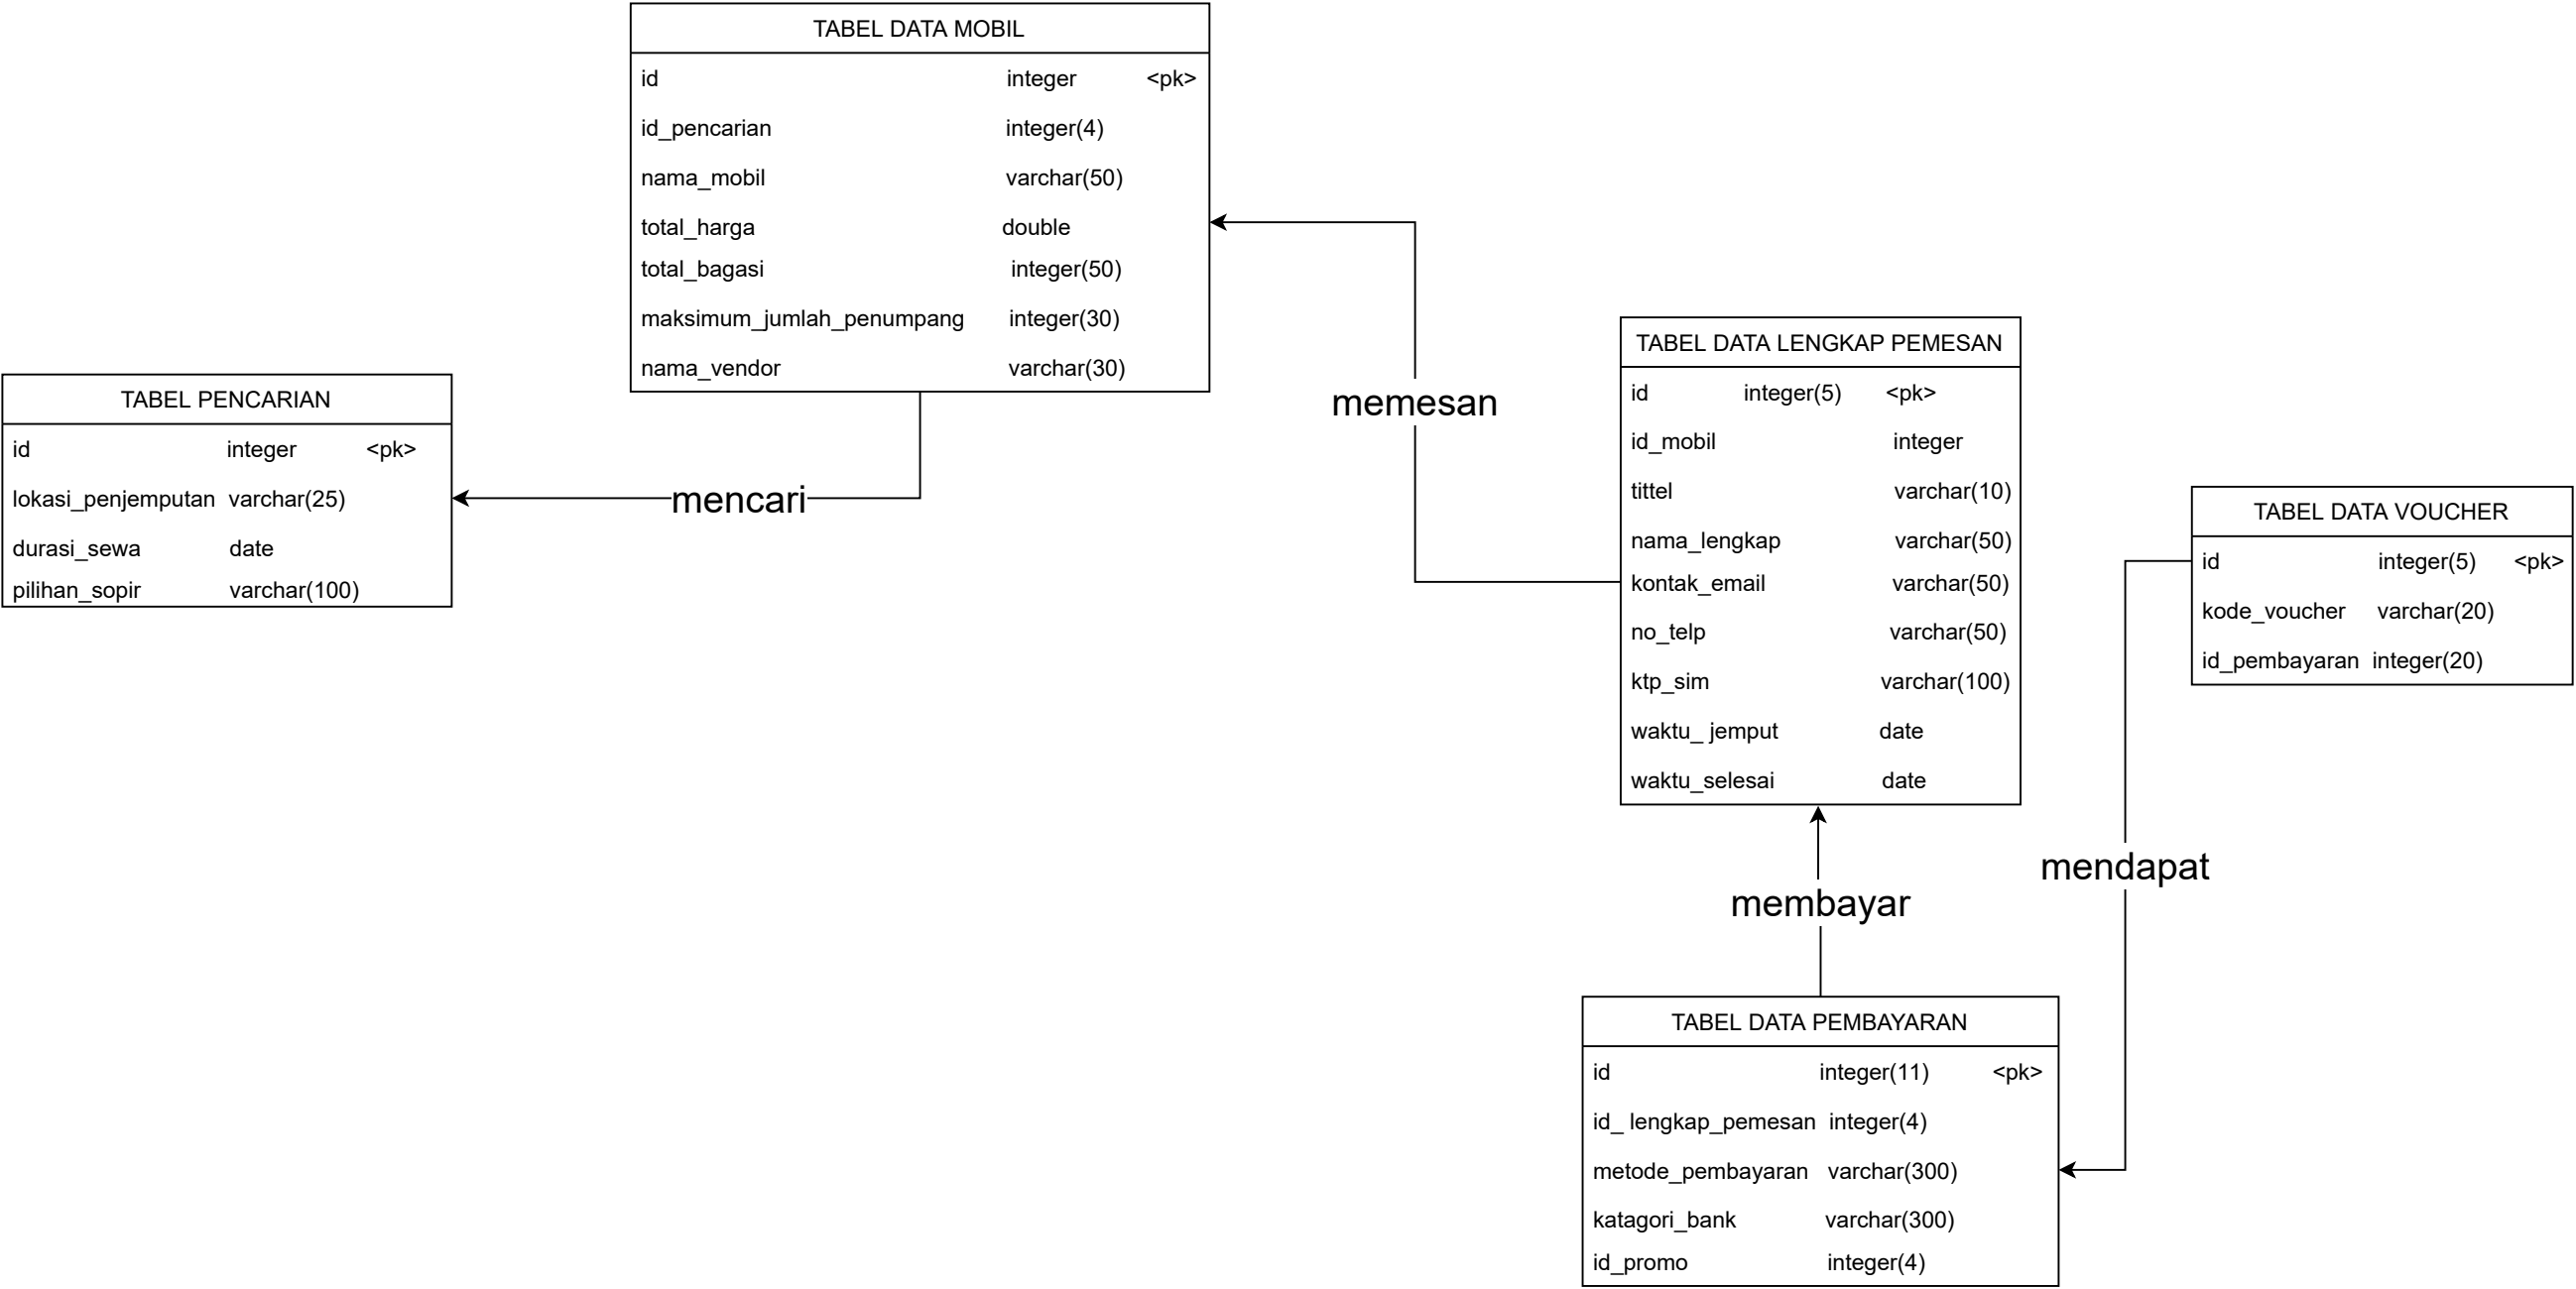 TABEL DATA MOBIL
id integer <pk>
id_pencarian integer(4)
nama_mobil varchar(50)
total_harga double
total_bagasi integer(50)
maksimum_jumlah_penumpang integer(30)
nama_vendor varchar(30)
TABEL PENCARIAN
id integer <pk>
lokasi_penjemputan varchar(25)
durasi_sewa date
pilihan_sopir varchar(100)
mencari
memesan
TABEL DATA LENGKAP PEMESAN
id integer(5) <pk>
id_mobil integer
tittel varchar(10)
nama_lengkap varchar(50)
kontak_email varchar(50)
no_telp varchar(50)
ktp_sim varchar(100)
waktu_ jemput date
waktu_selesai date
TABEL DATA VOUCHER
id integer(5) <pk>
kode_voucher varchar(20)
id_pembayaran integer(20)
mendapat
membayar
TABEL DATA PEMBAYARAN
id integer(11) <pk>
id_ lengkap_pemesan integer(4)
metode_pembayaran varchar(300)
katagori_bank varchar(300)
id_promo integer(4)